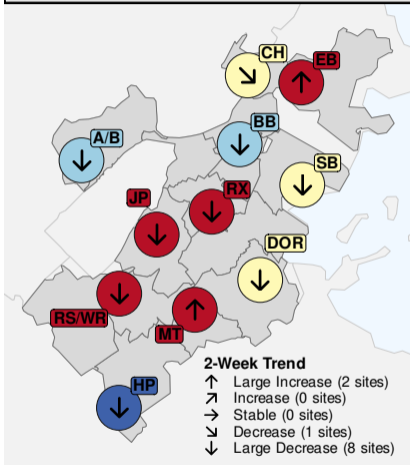 CH
EB
A/B
BB
SB
JP
RX
DOR
RS/WR
MT
HP
2-Week Trend
↑ Large Increase (2 sites)
↗ Increase (0 sites)
→ Stable (0 sites)
↘ Decrease (1 sites)
↓ Large Decrease (8 sites)